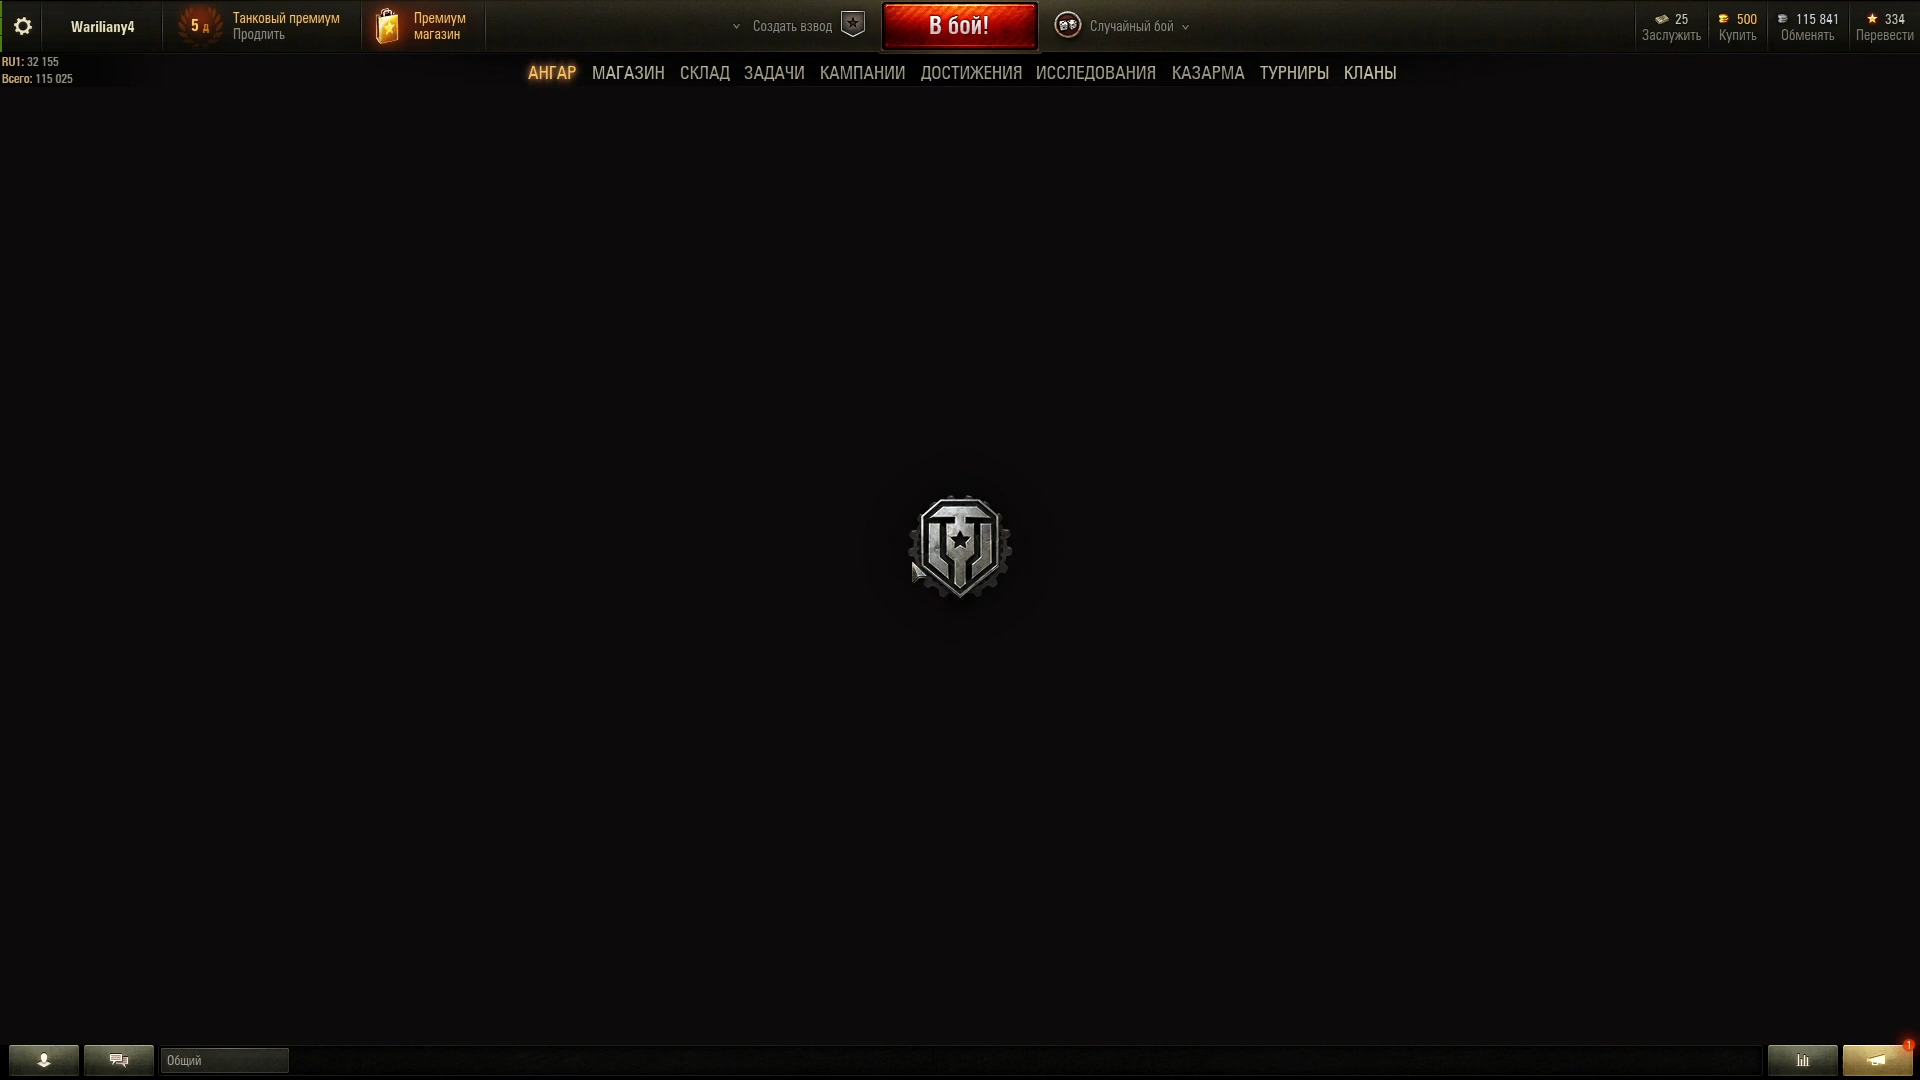 Wariliany4
5 д
Танковый премиум
Продлить
Премиум
магазин
Создать взвод
В бой!
Случайный бой
25
Заслужить
500
Купить
115 841
Обменять
334
Перевести
RU1: 32 155
Всего: 115 025
АНГАР МАГАЗИН СКЛАД ЗАДАЧИ КАМПАНИИ ДОСТИЖЕНИЯ ИССЛЕДОВАНИЯ КАЗАРМА ТУРНИРЫ КЛАНЫ
Общий
1